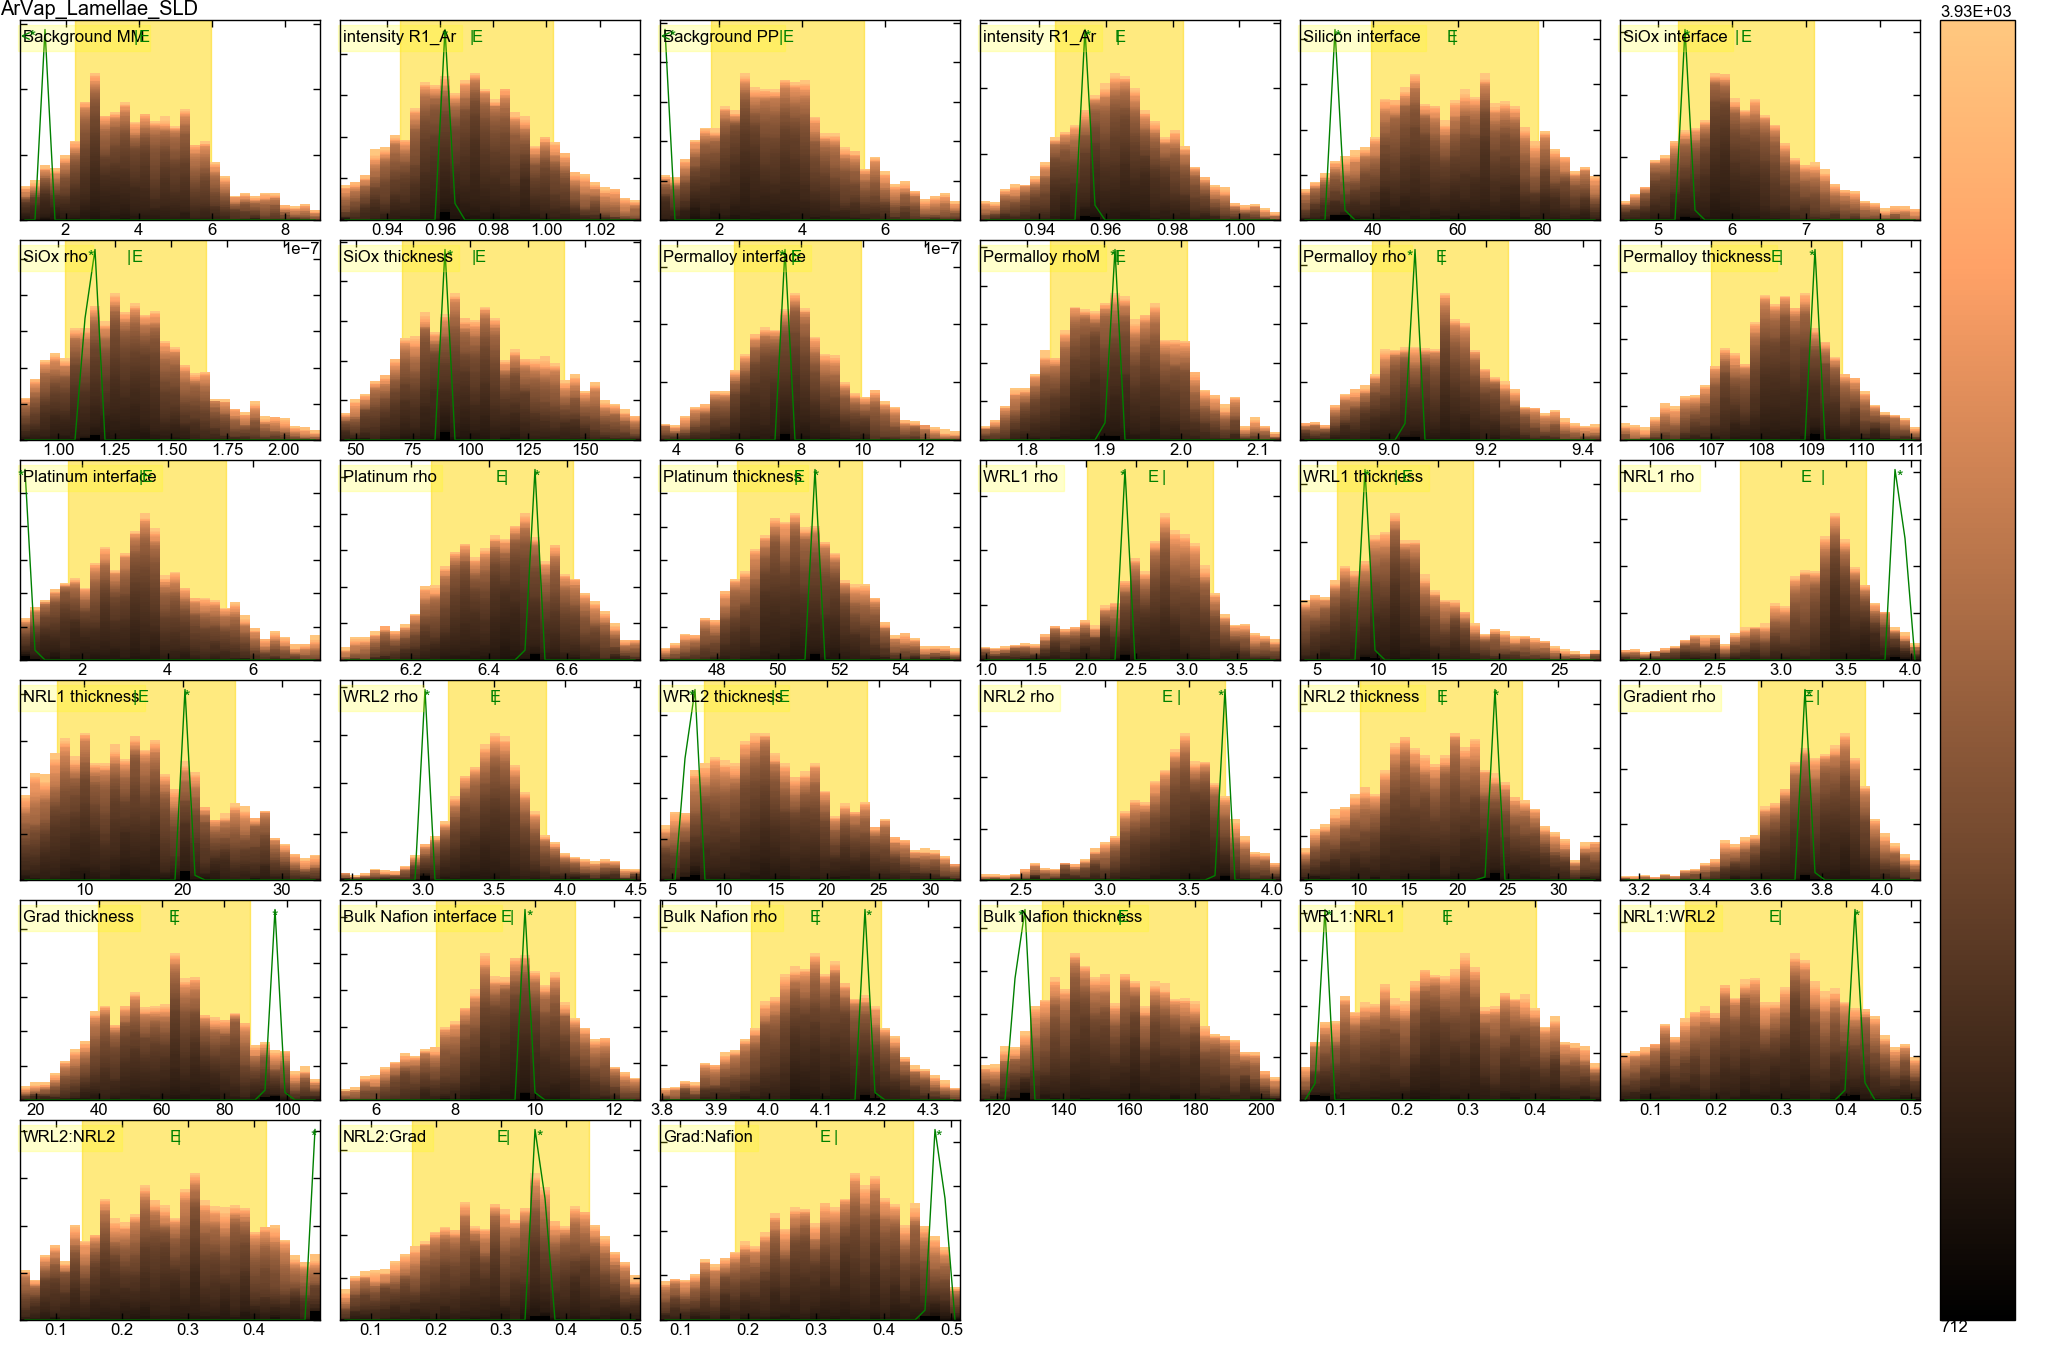 ArVap_Lamellae_SLD
3.93E+03
Background MM |E
intensity R1_Ar |E
Background PP |E
intensity R1_Ar |E
Silicon interface E|
SiOx interface |E
2 4 6 8
0.94 0.96 0.98 1.00 1.02
2 4 6
0.94 0.96 0.98 1.00
40 60 80
5 6 7 8
SiOx rho * |E 1e−7
SiOx thickness * |E
Permalloy interface * |E 1e−7
Permalloy rhoM * |E
Permalloy rho * E|
Permalloy thickness E| *
1.00 1.25 1.50 1.75 2.00
50 75 100 125 150
4 6 8 10 12
1.8 1.9 2.0 2.1
9.0 9.2 9.4
106 107 108 109 110 111
* Platinum interface |E
Platinum rho E| *
Platinum thickness E| *
WRL1 rho * E |
WRL1 thickness * |E
NRL1 rho E | *
2 4 6
6.2 6.4 6.6
48 50 52 54
1.0 1.5 2.0 2.5 3.0 3.5
5 10 15 20 25
2.0 2.5 3.0 3.5 4.0
NRL1 thickness |E *
WRL2 rho * E|
WRL2 thickness * |E
NRL2 rho E | *
NRL2 thickness E| *
Gradient rho *E |
10 20 30
2.5 3.0 3.5 4.0 4.5
5 10 15 20 25 30
2.5 3.0 3.5 4.0
5 10 15 20 25 30
3.2 3.4 3.6 3.8 4.0
Grad thickness E| *
Bulk Nafion interface E| *
Bulk Nafion rho E| *
Bulk Nafion thickness * |E
WRL1:NRL1 * E|
NRL1:WRL2 E| *
20 40 60 80 100
6 8 10 12
3.8 3.9 4.0 4.1 4.2 4.3
120 140 160 180 200
0.1 0.2 0.3 0.4
0.1 0.2 0.3 0.4 0.5
WRL2:NRL2 E| *
NRL2:Grad E| *
Grad:Nafion E | *
0.1 0.2 0.3 0.4
0.1 0.2 0.3 0.4 0.5
0.1 0.2 0.3 0.4 0.5
712